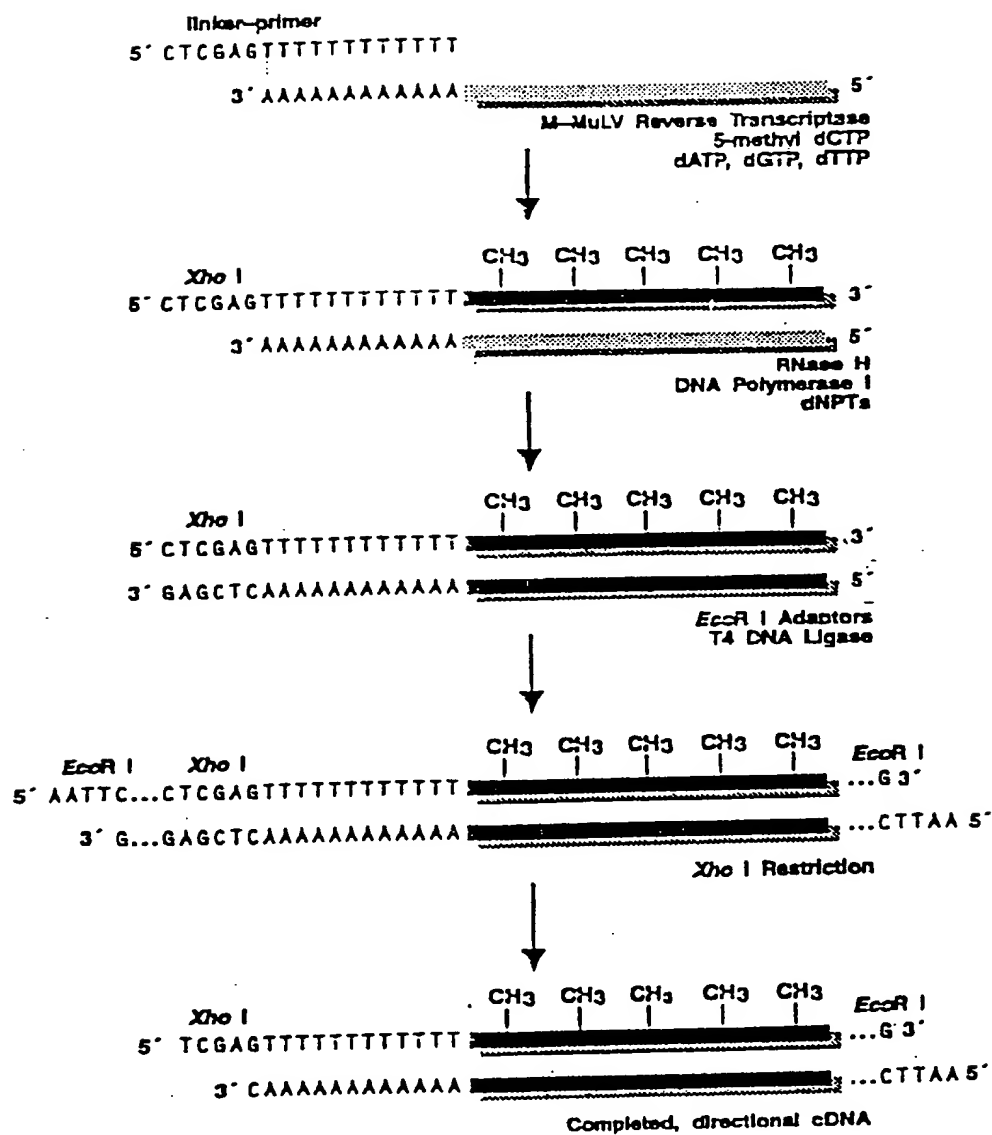 linker-primer
5´ CTCGAGTTTTTTTTTTTT
3´ AAAAAAAAAAAA 5´
M-MuLV Reverse Transcriptase
5-methyl dCTP
dATP, dGTP, dTTP
CH3 CH3 CH3 CH3 CH3
Xho I
5´ CTCGAGTTTTTTTTTTTT 3´
3´ AAAAAAAAAAAA 5´
RNase H
DNA Polymerase I
dNPTs
CH3 CH3 CH3 CH3 CH3
Xho I
5´ CTCGAGTTTTTTTTTTTT 3´
3´ GAGCTCAAAAAAAAAAAA 5´
EcoR I Adaptors
T4 DNA Ligase
CH3 CH3 CH3 CH3 CH3
EcoR I Xho I EcoR I
5´ AATTC...CTCGAGTTTTTTTTTTTT ...G 3´
3´ G...GAGCTCAAAAAAAAAAAA ...CTTAA 5´
Xho I Restriction
CH3 CH3 CH3 CH3 CH3
Xho I EcoR I
5´ TCGAGTTTTTTTTTTTT ...G 3´
3´ CAAAAAAAAAAAA ...CTTAA 5´
Completed, directional cDNA